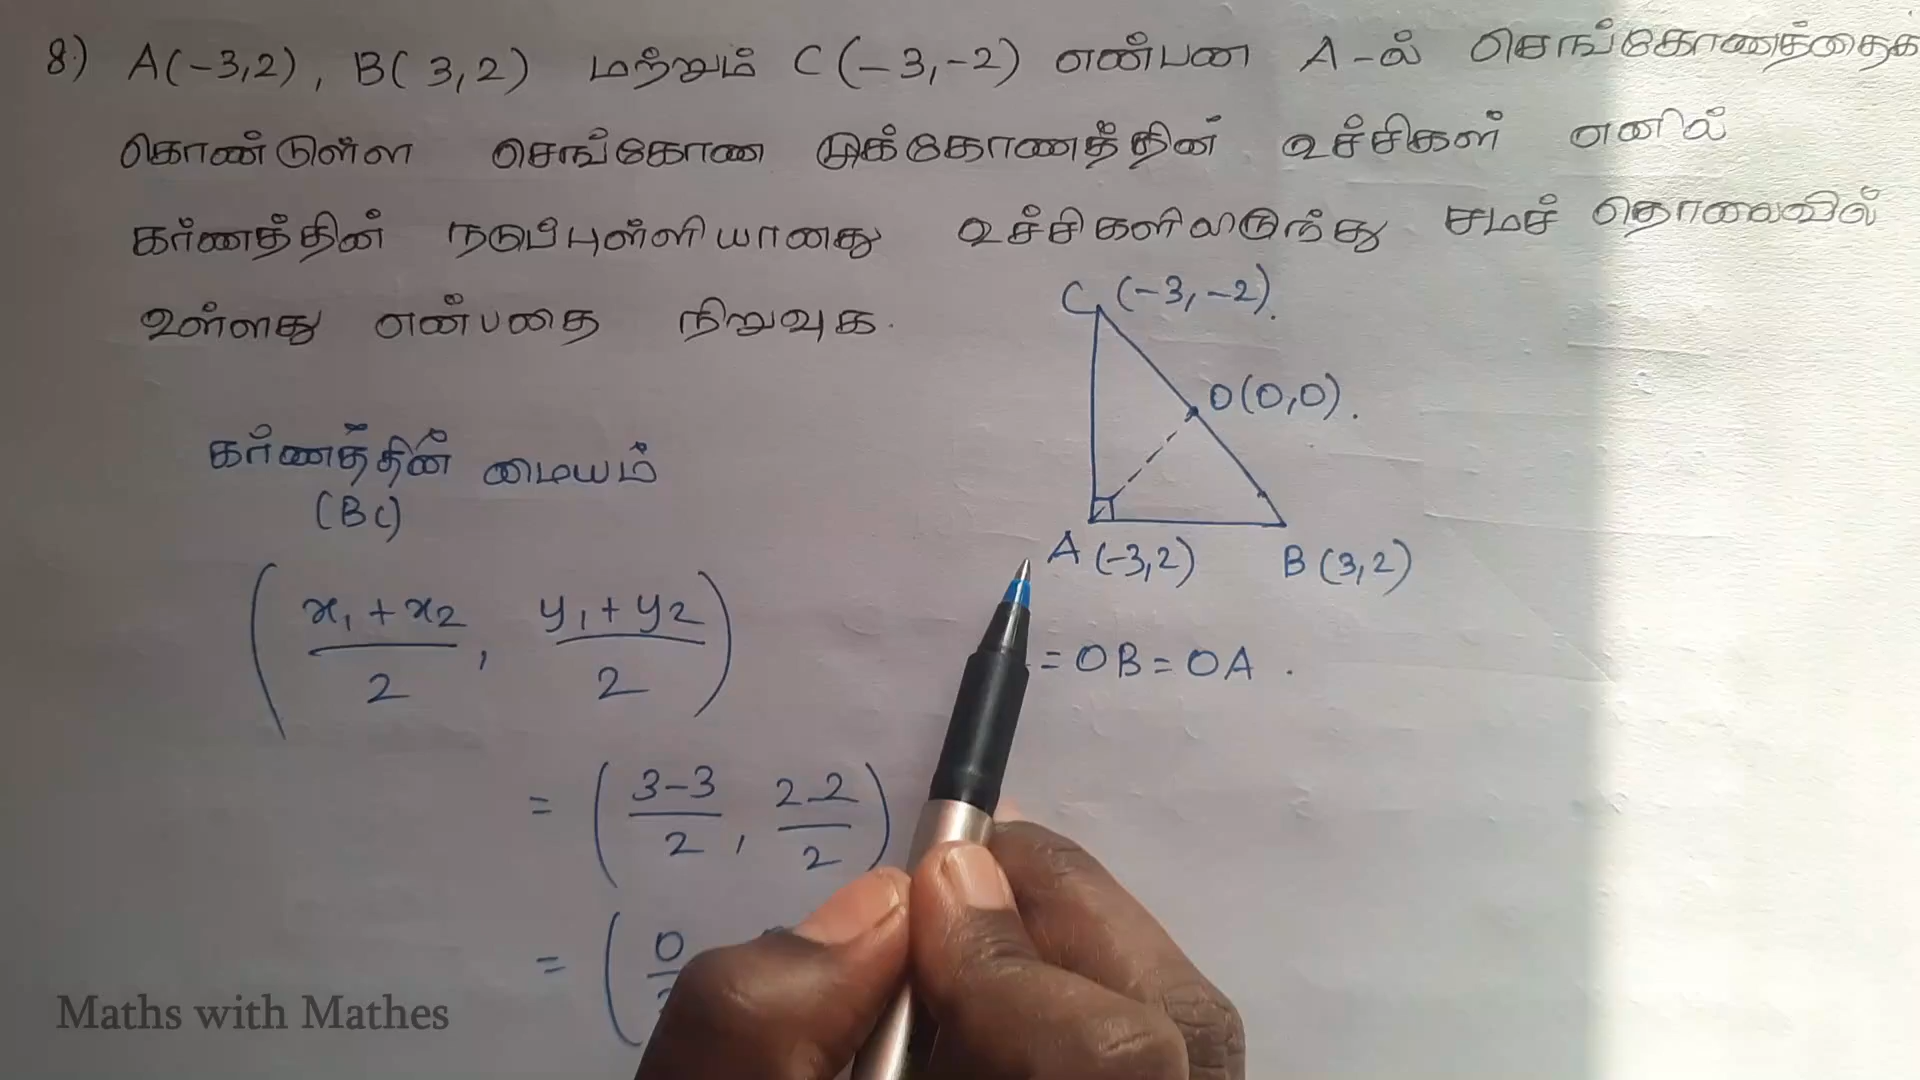 8) A(-3,2), B(3,2) மற்றும் C(-3,-2) என்பன A-ல் செங்கோணத்தைக்
கொண்டுள்ள செங்கோண முக்கோணத்தின் உச்சிகள் எனில்
கர்ணத்தின் நடுப்புள்ளியானது உச்சிகளிலிருந்து சமச் தொலைவில்
உள்ளது என்பதை நிறுவுக.
C (-3,-2).
O(0,0).
A (-3,2) B (3,2)
= OB = OA .
கர்ணத்தின் மையம்
(BC)
( x₁ + x₂ / 2 , y₁ + y₂ / 2 )
= ( 3-3 / 2 , 2-2 / 2 )
= ( 0
Maths with Mathes